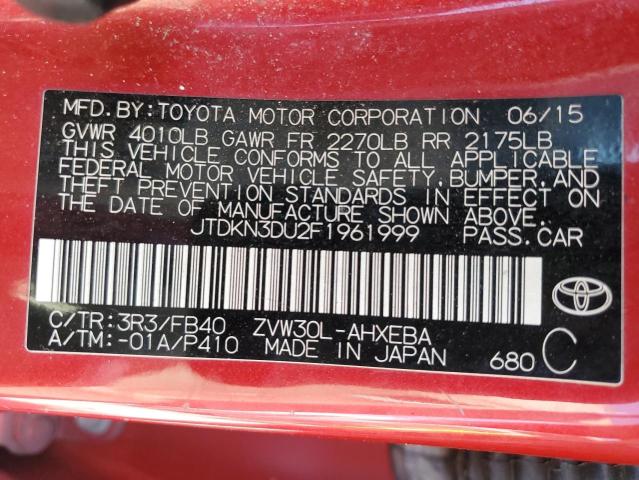 MFD. BY: TOYOTA MOTOR CORPORATION 06/15
GVWR 4010LB GAWR FR 2270LB RR 2175LB
THIS VEHICLE CONFORMS TO ALL APPLICABLE
FEDERAL MOTOR VEHICLE SAFETY, BUMPER, AND
THEFT PREVENTION STANDARDS IN EFFECT ON
THE DATE OF MANUFACTURE SHOWN ABOVE.
JTDKN3DU2F1961999 PASS.CAR
C/TR: 3R3/FB40 ZVW30L-AHXEBA
A/TM: -01A/P410 MADE IN JAPAN 680 C